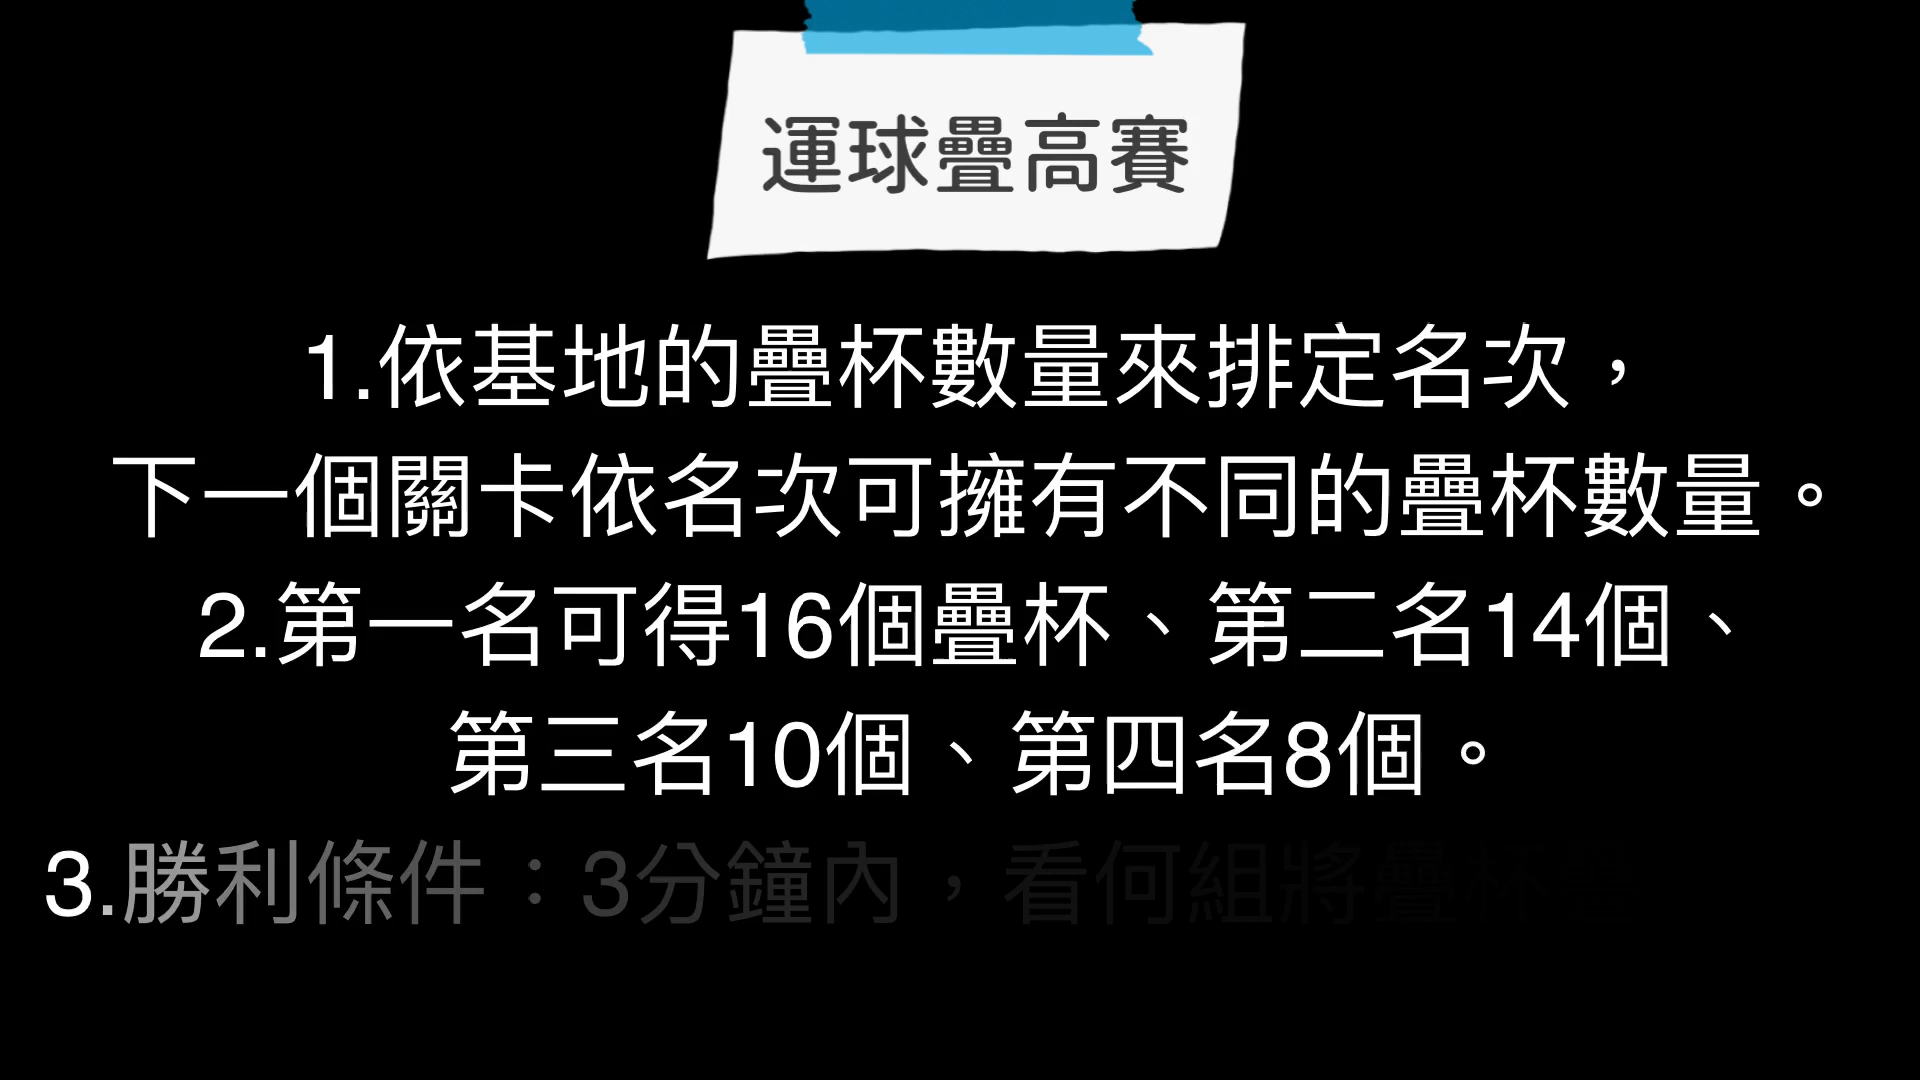 運球疊高賽
1.依基地的疊杯數量來排定名次，
下一個關卡依名次可擁有不同的疊杯數量。
2.第一名可得16個疊杯、第二名14個、
第三名10個、第四名8個。
3.勝利條件：3分鐘內，看何組將疊杯